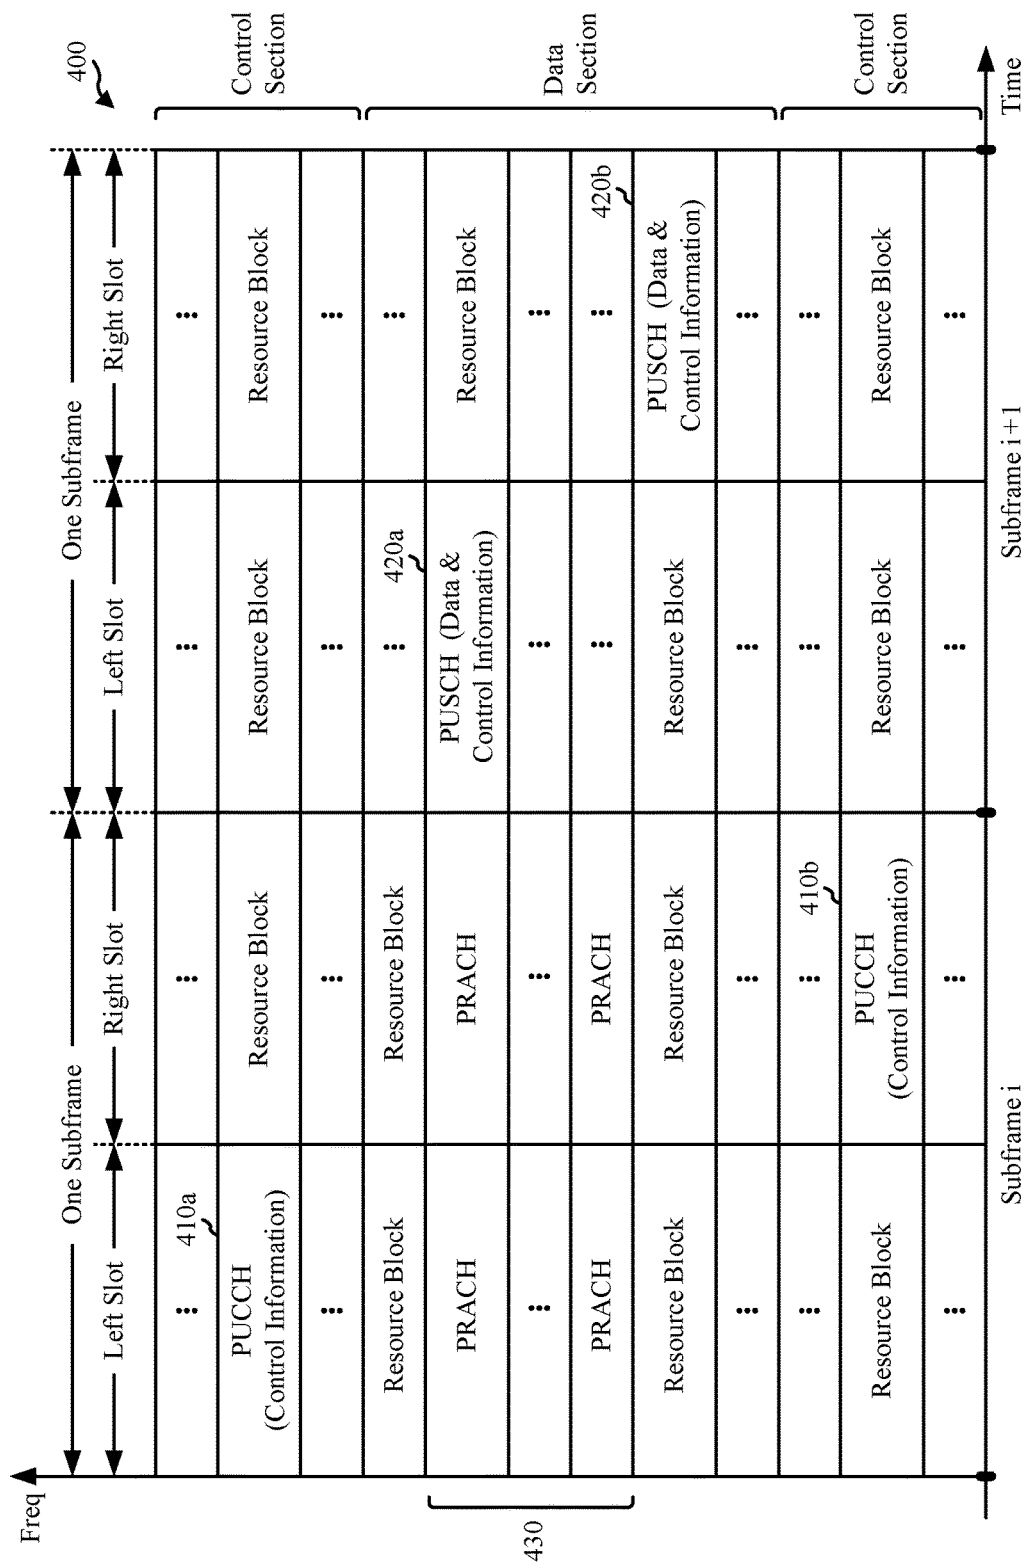 400
Freq
One Subframe
One Subframe
Left Slot
Right Slot
Left Slot
Right Slot
⋮
410a
⋮
⋮
⋮
Control
Section
PUCCH
(Control Information)
Resource Block
Resource Block
Resource Block
⋮
⋮
⋮
⋮
Resource Block
Resource Block
⋮
420a
⋮
Data
Section
430
PRACH
PRACH
PUSCH (Data &
Control Information)
Resource Block
⋮
⋮
⋮
⋮
PRACH
PRACH
⋮
⋮
420b
Resource Block
Resource Block
Resource Block
PUSCH (Data &
Control Information)
⋮
⋮
⋮
⋮
⋮
⋮
410b
⋮
⋮
Control
Section
Resource Block
PUCCH
(Control Information)
Resource Block
Resource Block
⋮
⋮
⋮
⋮
Subframe i
Subframe i+1
Time